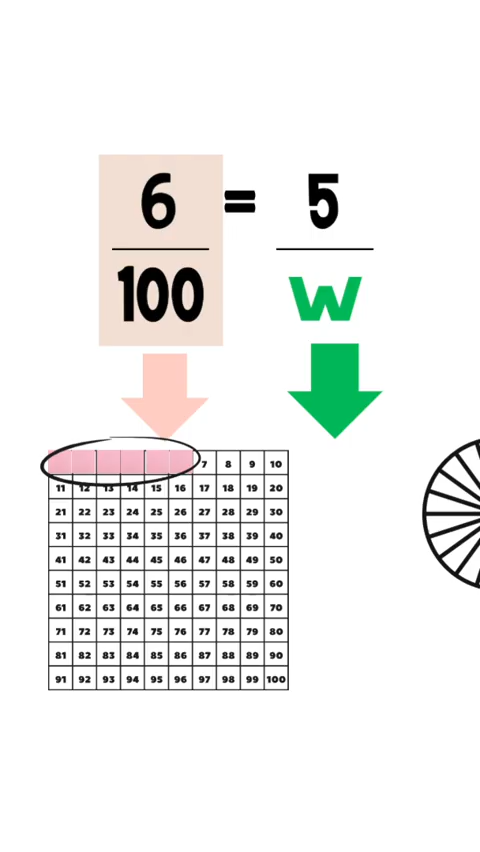 6 = 5
100 W
7 8 9 10
11 12 13 14 15 16 17 18 19 20
21 22 23 24 25 26 27 28 29 30
31 32 33 34 35 36 37 38 39 40
41 42 43 44 45 46 47 48 49 50
51 52 53 54 55 56 57 58 59 60
61 62 63 64 65 66 67 68 69 70
71 72 73 74 75 76 77 78 79 80
81 82 83 84 85 86 87 88 89 90
91 92 93 94 95 96 97 98 99 100